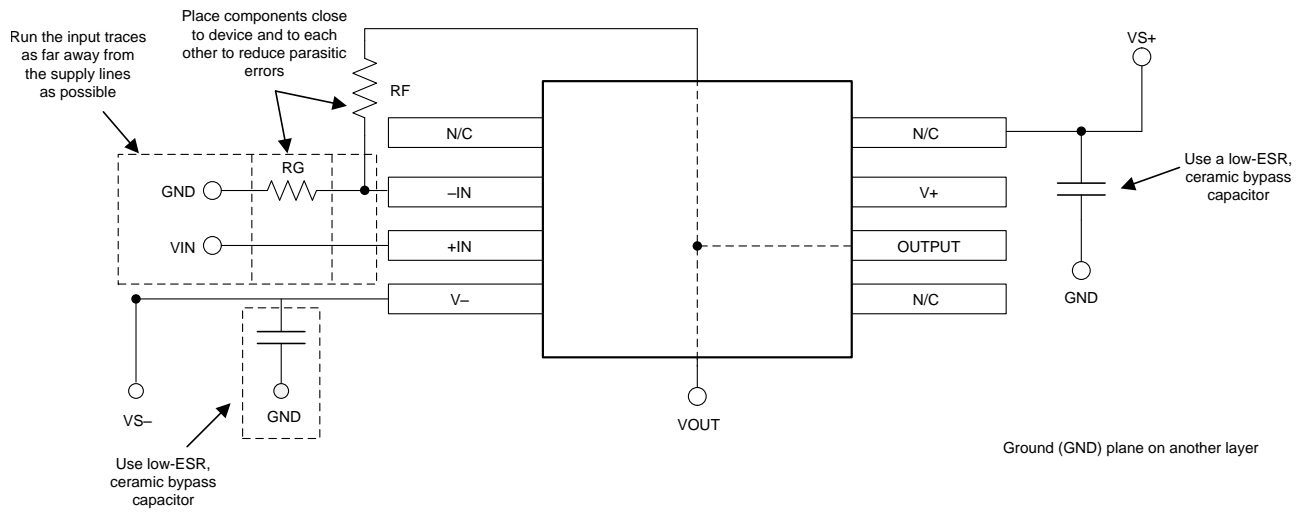 Place components close
to device and to each
other to reduce parasitic
errors
Run the input traces
as far away from
the supply lines
as possible
VS+
RF
N/C
N/C
RG
Use a low-ESR,
ceramic bypass
capacitor
GND
–IN
V+
VIN
+IN
OUTPUT
V–
N/C
GND
VS–
GND
VOUT
Ground (GND) plane on another layer
Use low-ESR,
ceramic bypass
capacitor